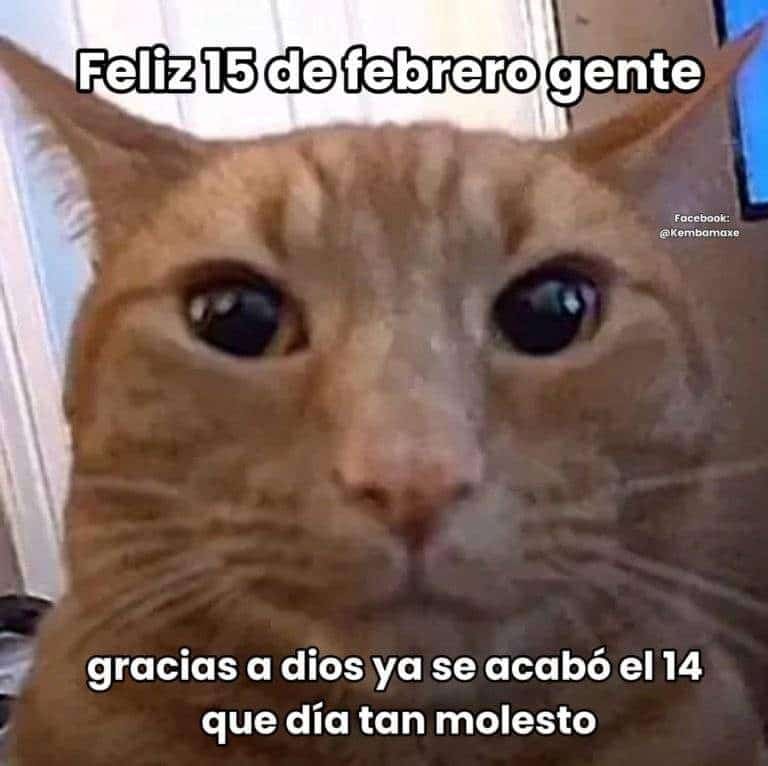 Feliz 15 de febrero gente
Facebook:
@Kembamaxe
gracias a dios ya se acabó el 14
que día tan molesto